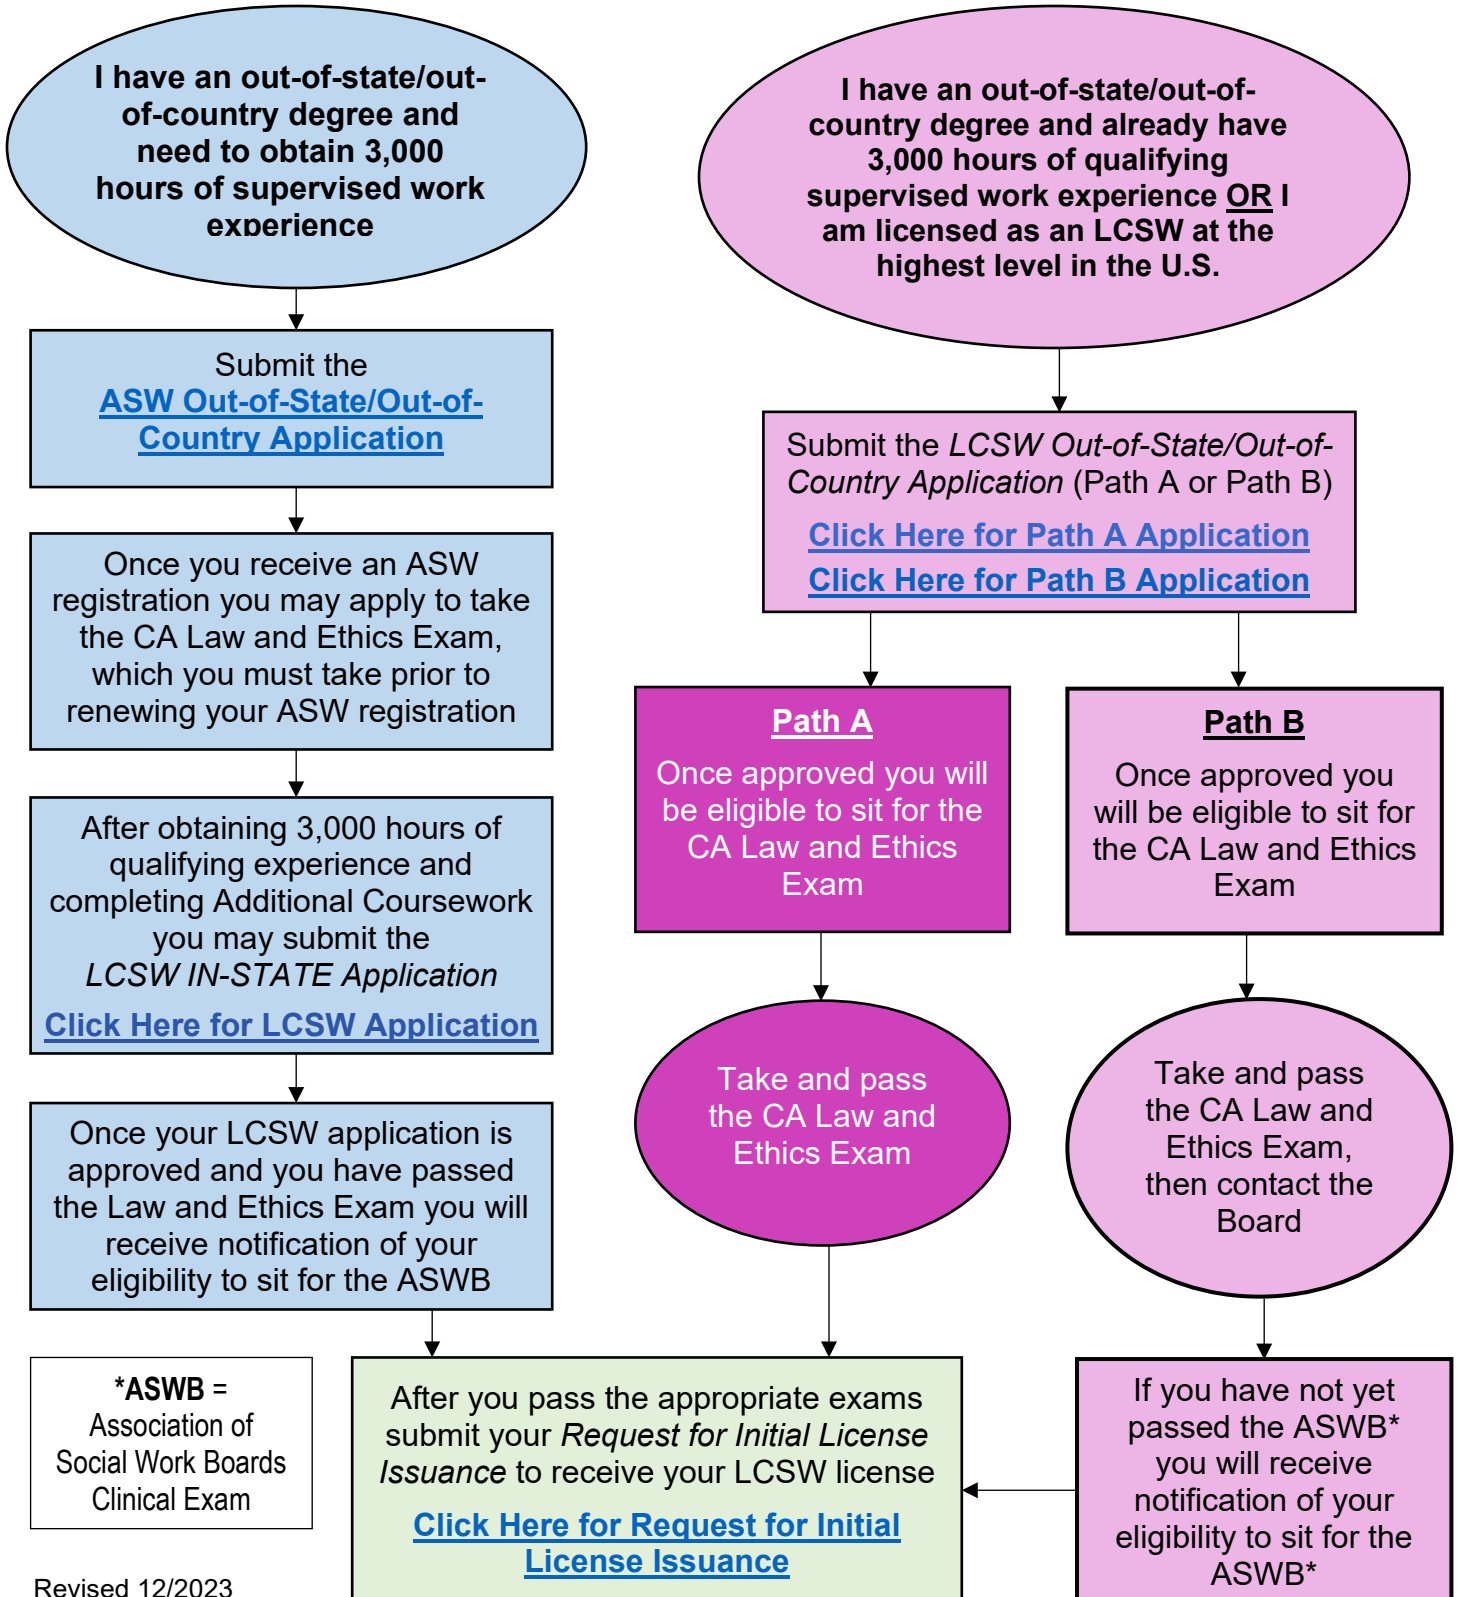 I have an out-of-state/out-
of-country degree and
need to obtain 3,000
hours of supervised work
experience
Submit the
ASW Out-of-State/Out-of-
Country Application
Once you receive an ASW
registration you may apply to take
the CA Law and Ethics Exam,
which you must take prior to
renewing your ASW registration
After obtaining 3,000 hours of
qualifying experience and
completing Additional Coursework
you may submit the
LCSW IN-STATE Application
Click Here for LCSW Application
Once your LCSW application is
approved and you have passed
the Law and Ethics Exam you will
receive notification of your
eligibility to sit for the ASWB
I have an out-of-state/out-of-
country degree and already have
3,000 hours of qualifying
supervised work experience OR I
am licensed as an LCSW at the
highest level in the U.S.
Submit the LCSW Out-of-State/Out-of-
Country Application (Path A or Path B)
Click Here for Path A Application
Click Here for Path B Application
Path A
Once approved you will
be eligible to sit for the
CA Law and Ethics
Exam
Take and pass
the CA Law and
Ethics Exam
Path B
Once approved you
will be eligible to sit for
the CA Law and Ethics
Exam
Take and pass
the CA Law and
Ethics Exam,
then contact the
Board
If you have not yet
passed the ASWB*
you will receive
notification of your
eligibility to sit for the
ASWB*
After you pass the appropriate exams
submit your Request for Initial License
Issuance to receive your LCSW license
Click Here for Request for Initial
License Issuance
*ASWB =
Association of
Social Work Boards
Clinical Exam
Revised 12/2023